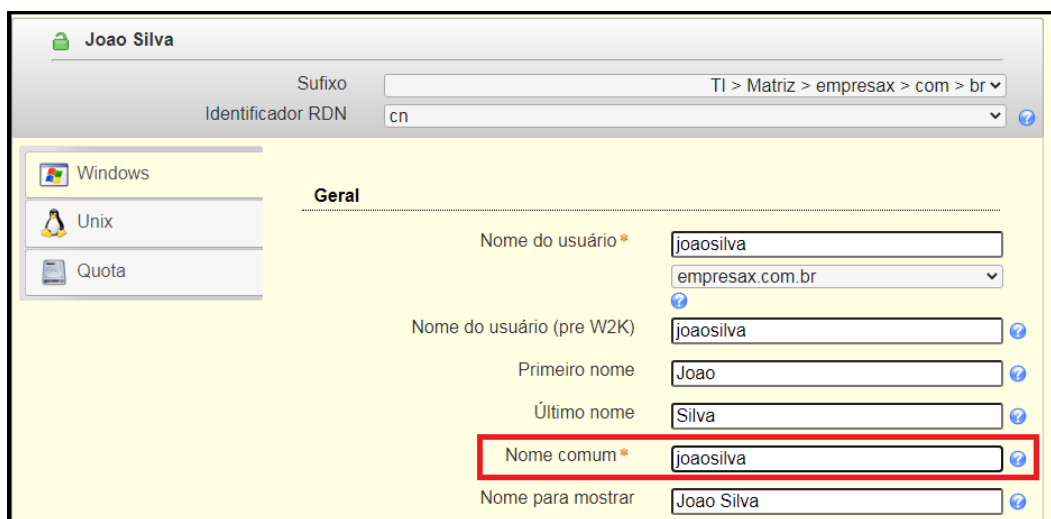 Joao Silva
Sufixo TI > Matriz > empresax > com > br
Identificador RDN cn
Windows
Unix
Quota
Geral
Nome do usuário * joaosilva
empresax.com.br
Nome do usuário (pre W2K) joaosilva
Primeiro nome Joao
Último nome Silva
Nome comum * joaosilva
Nome para mostrar Joao Silva